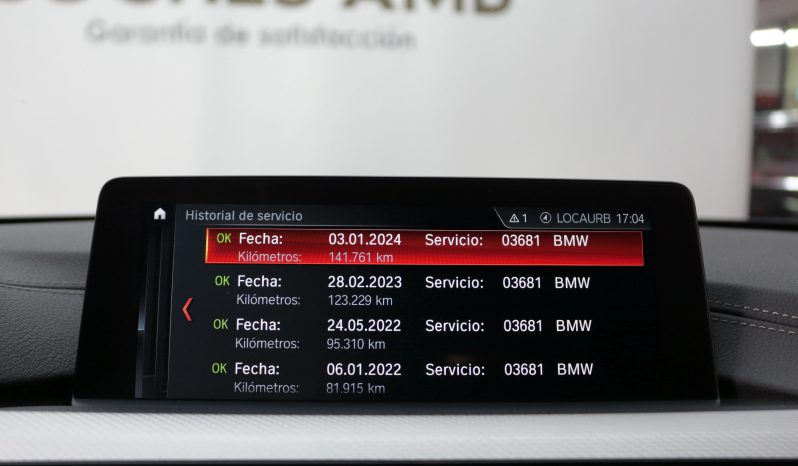 COCHES AMB
Garantía de satisfacción
Historial de servicio
1 LOCAURB 17:04
OK Fecha: 03.01.2024 Servicio: 03681 BMW
Kilómetros: 141.761 km
OK Fecha: 28.02.2023 Servicio: 03681 BMW
Kilómetros: 123.229 km
OK Fecha: 24.05.2022 Servicio: 03681 BMW
Kilómetros: 95.310 km
OK Fecha: 06.01.2022 Servicio: 03681 BMW
Kilómetros: 81.915 km